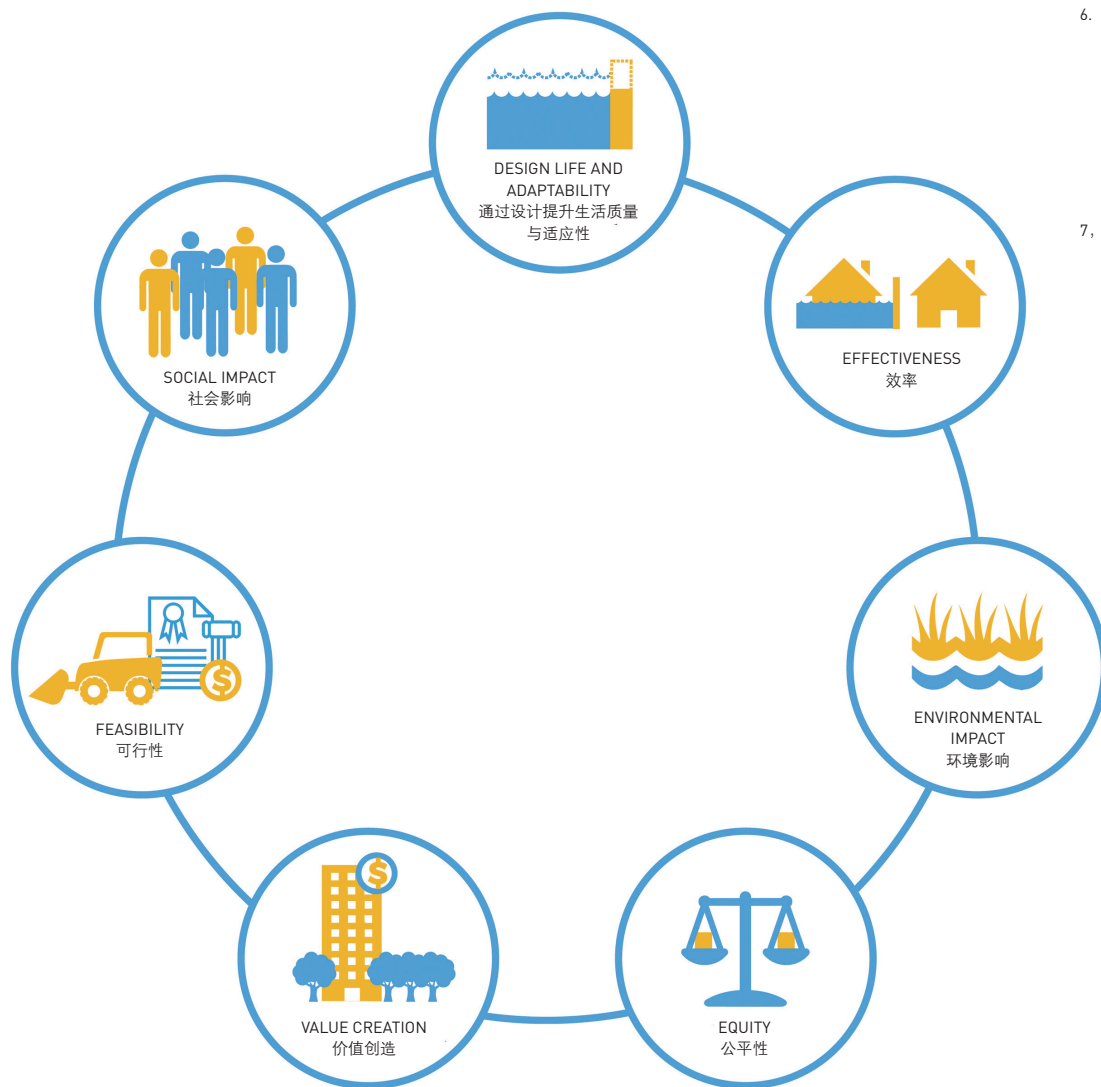 6.
DESIGN LIFE AND
ADAPTABILITY
通过设计提升生活质量
与适应性
7,
SOCIAL IMPACT
社会影响
EFFECTIVENESS
效率
FEASIBILITY
可行性
$
ENVIRONMENTAL
IMPACT
环境影响
$
VALUE CREATION
价值创造
EQUITY
公平性